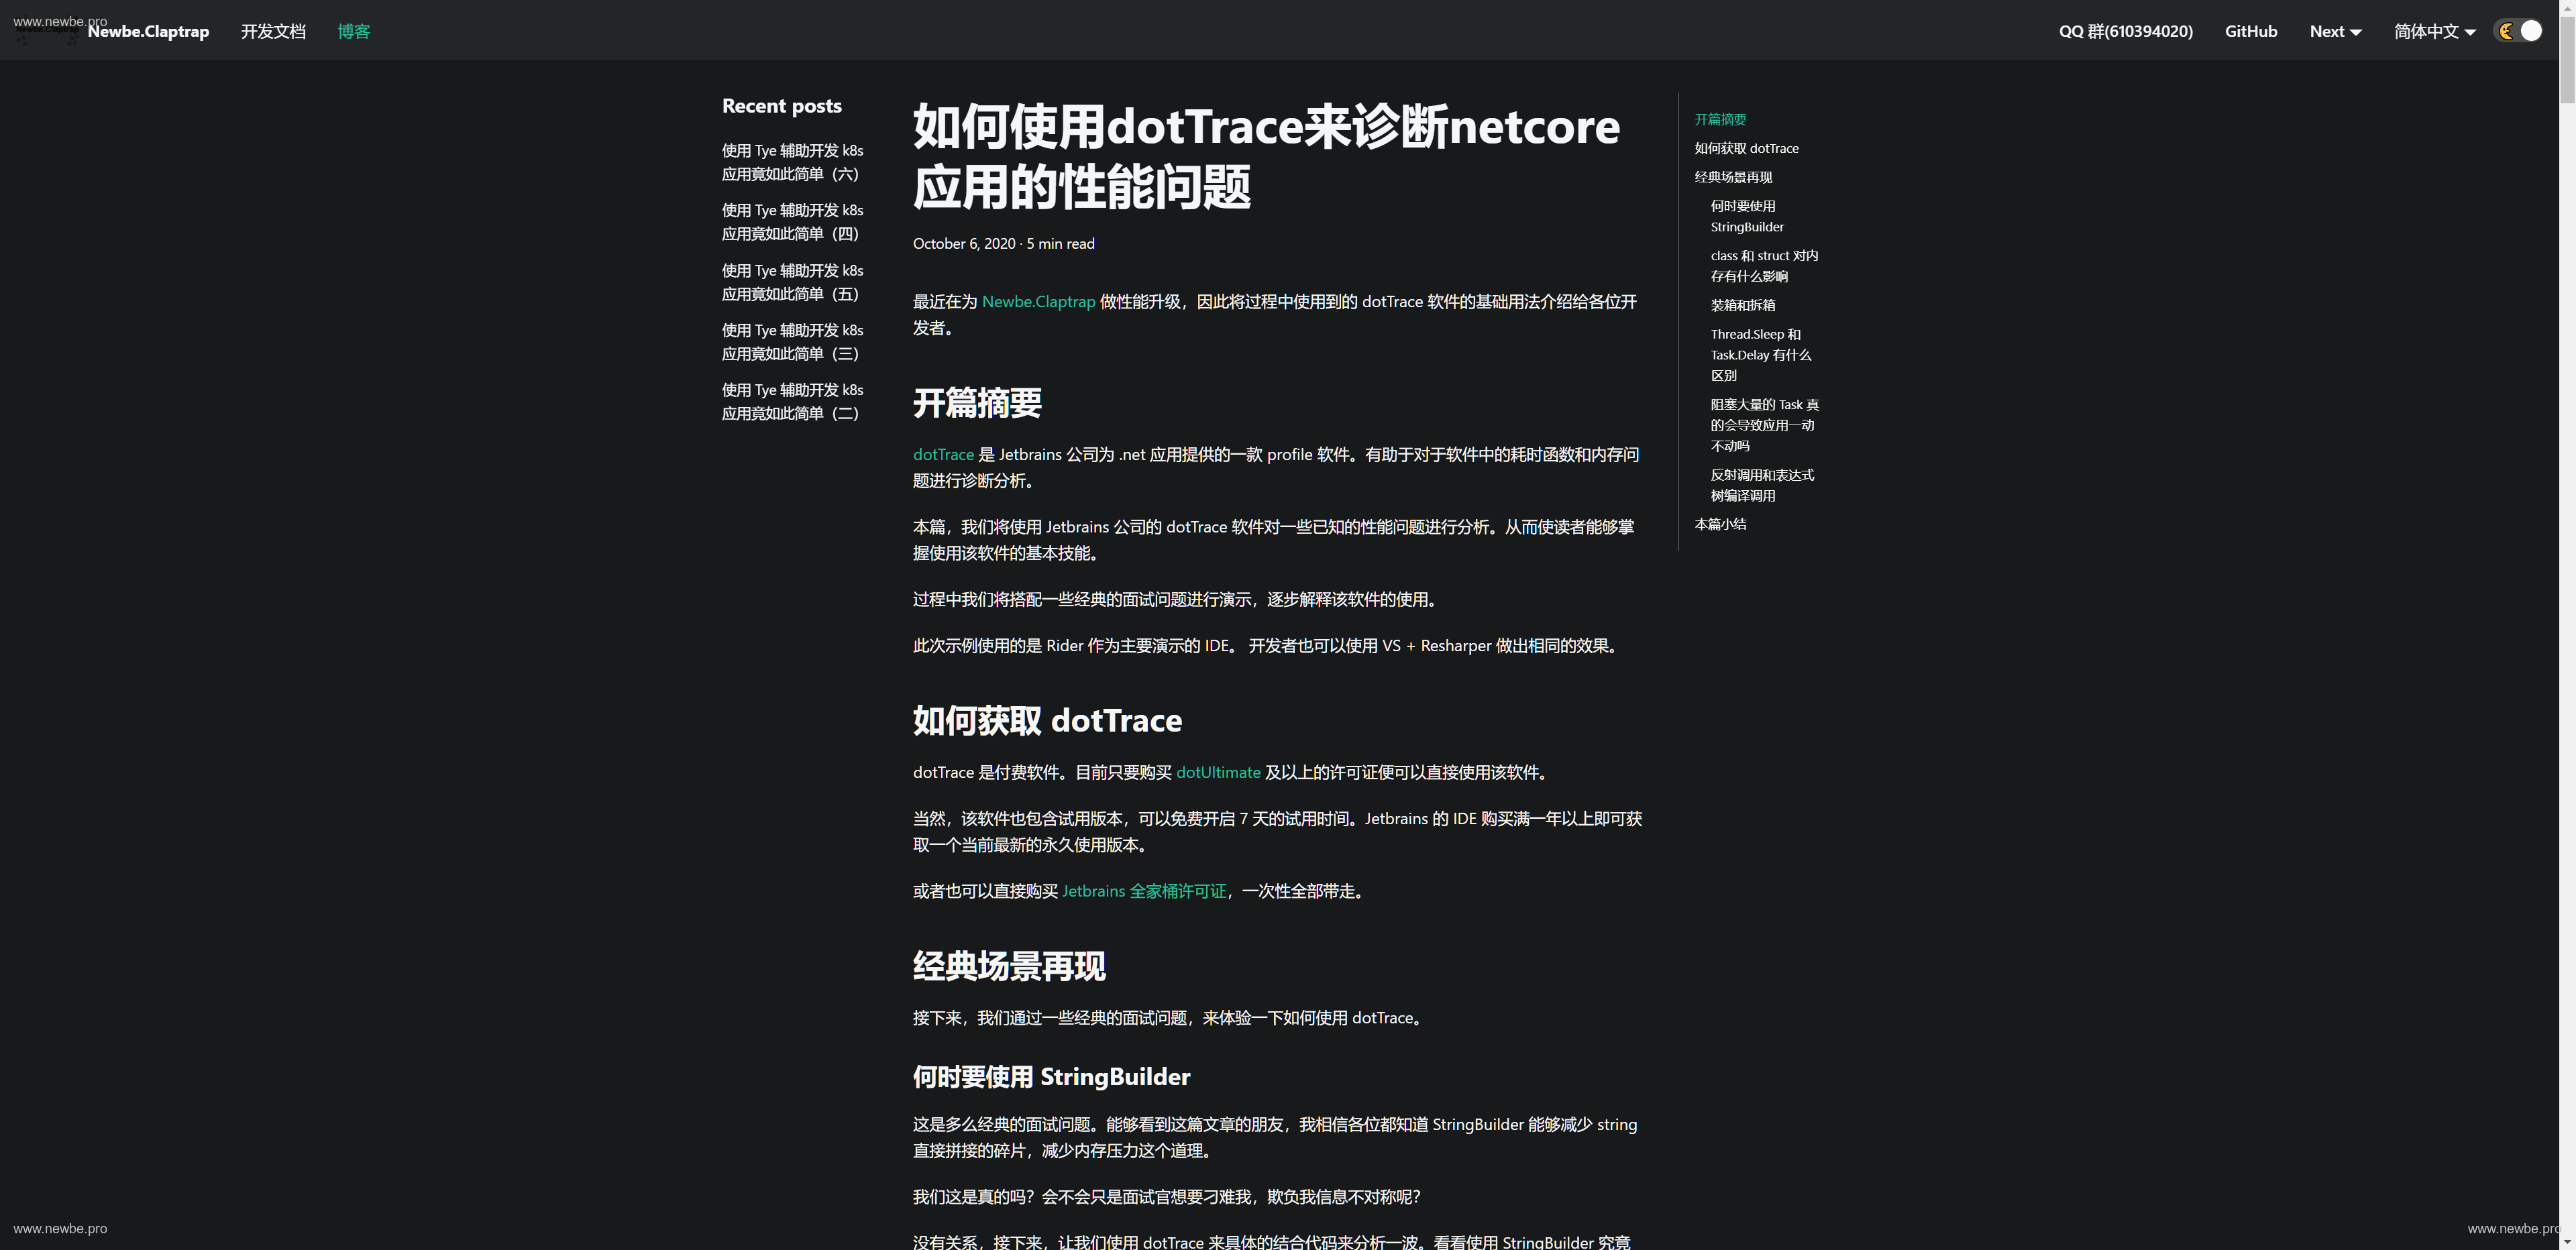 www.newbe.pro
Newbe.Claptrap
Newbe.Claptrap
开发文档
博客
QQ 群(610394020)
GitHub
Next
简体中文
Recent posts
使用 Tye 辅助开发 k8s
应用竟如此简单（六）
使用 Tye 辅助开发 k8s
应用竟如此简单（四）
使用 Tye 辅助开发 k8s
应用竟如此简单（五）
使用 Tye 辅助开发 k8s
应用竟如此简单（三）
使用 Tye 辅助开发 k8s
应用竟如此简单（二）
如何使用dotTrace来诊断netcore
应用的性能问题
October 6, 2020 · 5 min read
最近在为 Newbe.Claptrap 做性能升级，因此将过程中使用到的 dotTrace 软件的基础用法介绍给各位开
发者。
开篇摘要
dotTrace 是 Jetbrains 公司为 .net 应用提供的一款 profile 软件。有助于对于软件中的耗时函数和内存问
题进行诊断分析。
本篇，我们将使用 Jetbrains 公司的 dotTrace 软件对一些已知的性能问题进行分析。从而使读者能够掌
握使用该软件的基本技能。
过程中我们将搭配一些经典的面试问题进行演示，逐步解释该软件的使用。
此次示例使用的是 Rider 作为主要演示的 IDE。 开发者也可以使用 VS + Resharper 做出相同的效果。
如何获取 dotTrace
dotTrace 是付费软件。目前只要购买 dotUltimate 及以上的许可证便可以直接使用该软件。
当然，该软件也包含试用版本，可以免费开启 7 天的试用时间。Jetbrains 的 IDE 购买满一年以上即可获
取一个当前最新的永久使用版本。
或者也可以直接购买 Jetbrains 全家桶许可证，一次性全部带走。
经典场景再现
接下来，我们通过一些经典的面试问题，来体验一下如何使用 dotTrace。
何时要使用 StringBuilder
这是多么经典的面试问题。能够看到这篇文章的朋友，我相信各位都知道 StringBuilder 能够减少 string
直接拼接的碎片，减少内存压力这个道理。
我们这是真的吗？会不会只是面试官想要刁难我，欺负我信息不对称呢？
没有关系，接下来，让我们使用 dotTrace 来具体的结合代码来分析一波。看看使用 StringBuilder 究竟
开篇摘要
如何获取 dotTrace
经典场景再现
何时要使用
StringBuilder
class 和 struct 对内
存有什么影响
装箱和拆箱
Thread.Sleep 和
Task.Delay 有什么
区别
阻塞大量的 Task 真
的会导致应用一动
不动吗
反射调用和表达式
树编译调用
本篇小结
www.newbe.pro
www.newbe.pro